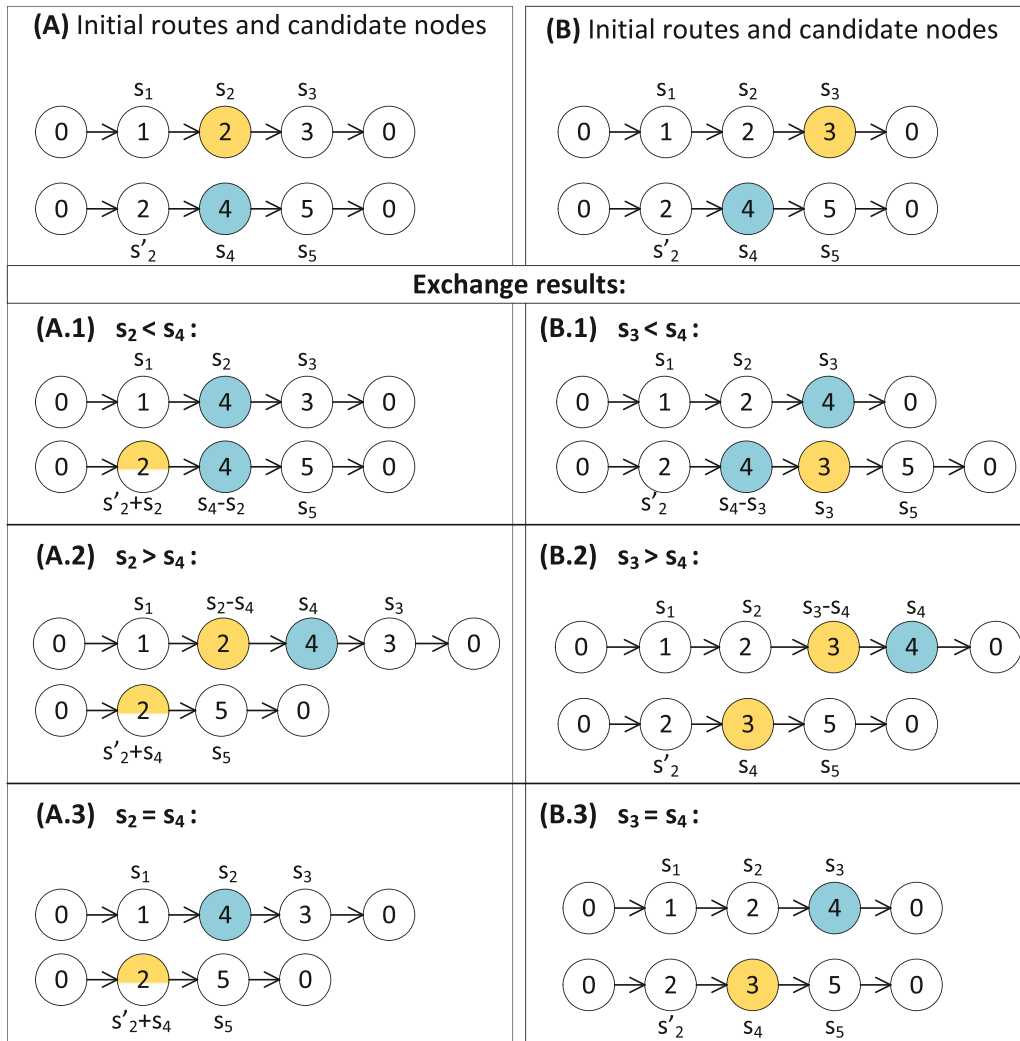 (A) Initial routes and candidate nodes
s₁ s₂ s₃
0 1 2 3 0
0 2 4 5 0
s'₂ s₄ s₅
(B) Initial routes and candidate nodes
s₁ s₂ s₃
0 1 2 3 0
0 2 4 5 0
s'₂ s₄ s₅
Exchange results:
(A.1) s₂ < s₄ :
s₁ s₂ s₃
0 1 4 3 0
0 2 4 5 0
s'₂+s₂ s₄-s₂ s₅
(B.1) s₃ < s₄ :
s₁ s₂ s₃
0 1 2 4 0
0 2 4 3 5 0
s'₂ s₄-s₃ s₃ s₅
(A.2) s₂ > s₄ :
s₁ s₂-s₄ s₄ s₃
0 1 2 4 3 0
0 2 5 0
s'₂+s₄ s₅
(B.2) s₃ > s₄ :
s₁ s₂ s₃-s₄ s₄
0 1 2 3 4 0
0 2 3 5 0
s'₂ s₄ s₅
(A.3) s₂ = s₄ :
s₁ s₂ s₃
0 1 4 3 0
0 2 5 0
s'₂+s₄ s₅
(B.3) s₃ = s₄ :
s₁ s₂ s₃
0 1 2 4 0
0 2 3 5 0
s'₂ s₄ s₅